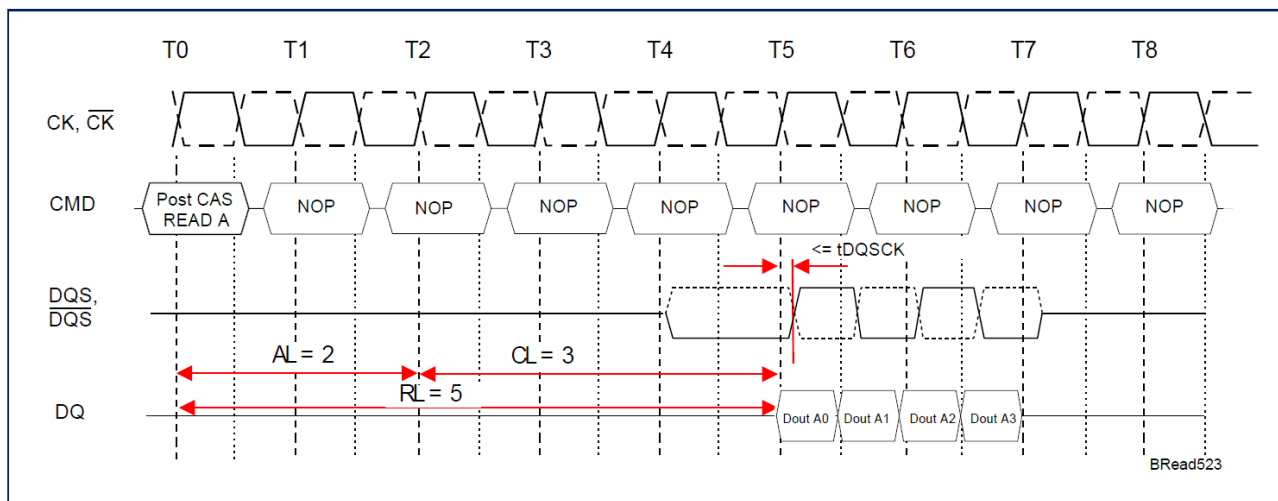 T0 T1 T2 T3 T4 T5 T6 T7 T8
CK, C̅K̅
CMD
Post CAS
READ A
NOP NOP NOP NOP NOP NOP NOP NOP
<= tDQSCK
DQS,
D̅Q̅S̅
AL = 2
CL = 3
RL = 5
DQ
Dout A0 Dout A1 Dout A2 Dout A3
BRead523